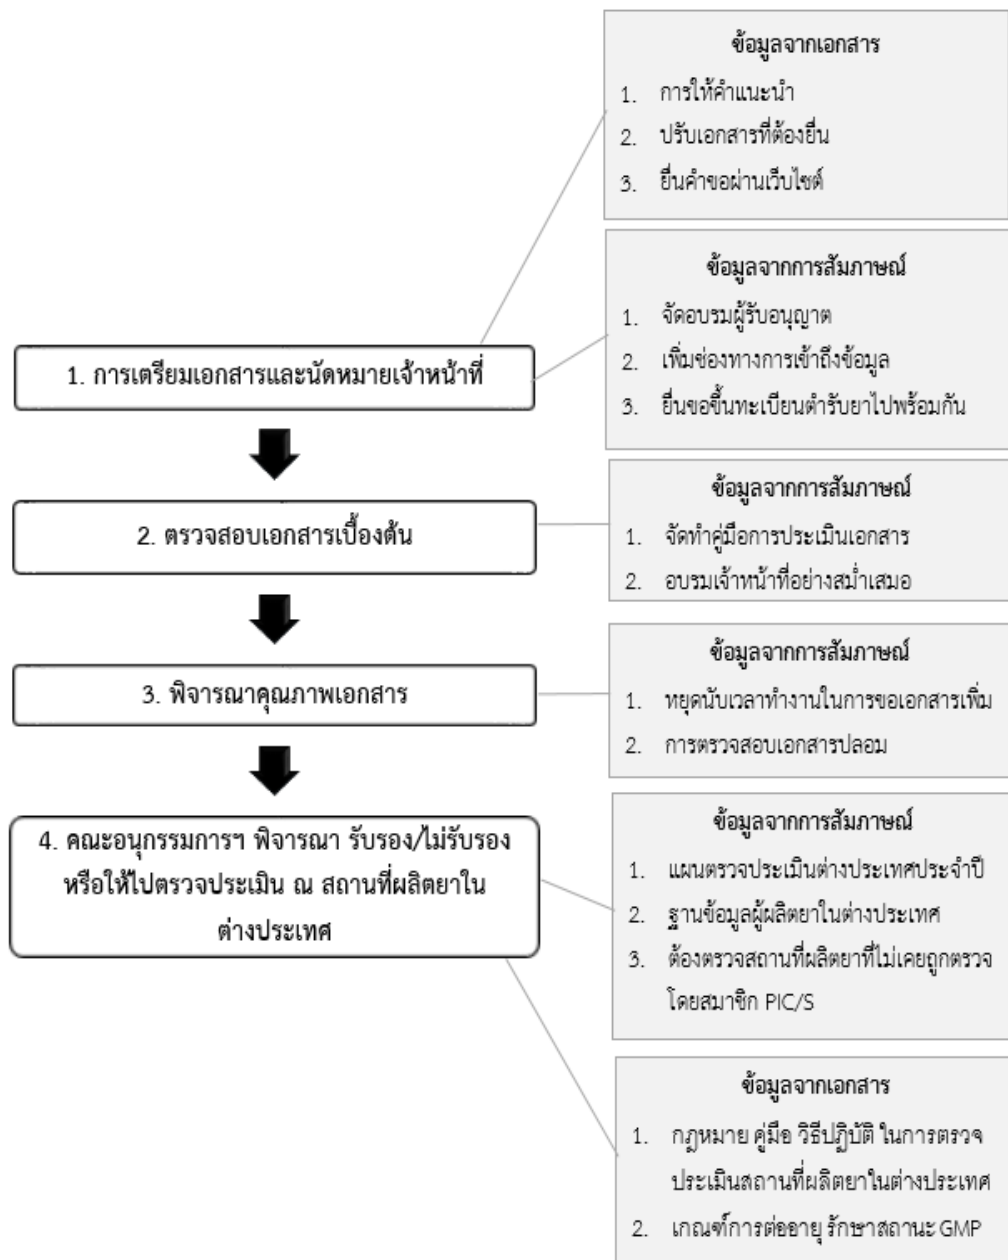 ข้อมูลจากเอกสาร
1. การให้คำแนะนำ
2. ปรับเอกสารที่ต้องยื่น
3. ยื่นคำขอผ่านเว็บไซต์
ข้อมูลจากการสัมภาษณ์
1. จัดอบรมผู้รับอนุญาต
2. เพิ่มช่องทางการเข้าถึงข้อมูล
3. ยื่นขอขึ้นทะเบียนตำรับยาไปพร้อมกัน
1. การเตรียมเอกสารและนัดหมายเจ้าหน้าที่
ข้อมูลจากการสัมภาษณ์
1. จัดทำคู่มือการประเมินเอกสาร
2. อบรมเจ้าหน้าที่อย่างสม่ำเสมอ
2. ตรวจสอบเอกสารเบื้องต้น
ข้อมูลจากการสัมภาษณ์
1. หยุดนับเวลาทำงานในการขอเอกสารเพิ่ม
2. การตรวจสอบเอกสารปลอม
3. พิจารณาคุณภาพเอกสาร
ข้อมูลจากการสัมภาษณ์
1. แผนตรวจประเมินต่างประเทศประจำปี
2. ฐานข้อมูลผู้ผลิตยาในต่างประเทศ
3. ต้องตรวจสถานที่ผลิตยาที่ไม่เคยถูกตรวจ
โดยสมาชิก PIC/S
4. คณะอนุกรรมการฯ พิจารณา รับรอง/ไม่รับรอง
หรือให้ไปตรวจประเมิน ณ สถานที่ผลิตยาใน
ต่างประเทศ
ข้อมูลจากเอกสาร
1. กฎหมาย คู่มือ วิธีปฏิบัติ ในการตรวจ
ประเมินสถานที่ผลิตยาในต่างประเทศ
2. เกณฑ์การต่ออายุ รักษาสถานะ GMP